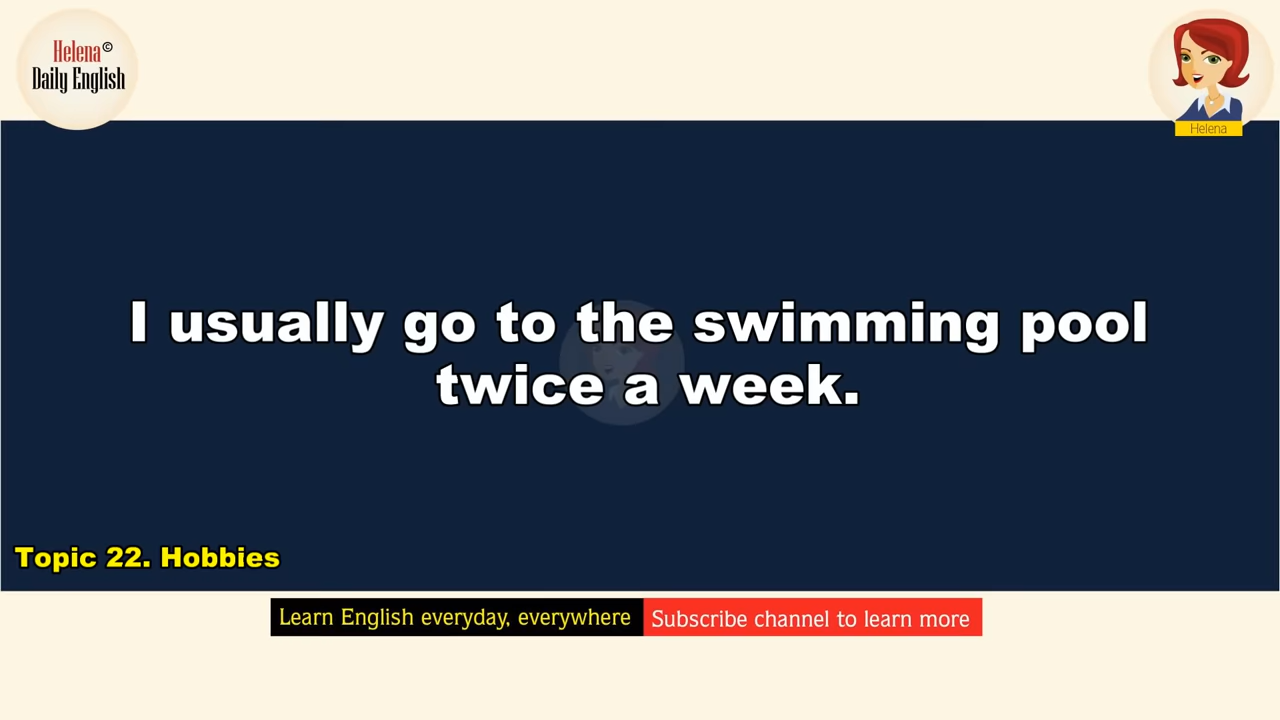 Helena©
Daily English
Helena
I usually go to the swimming pool
twice a week.
Topic 22. Hobbies
Learn English everyday, everywhere
Subscribe channel to learn more